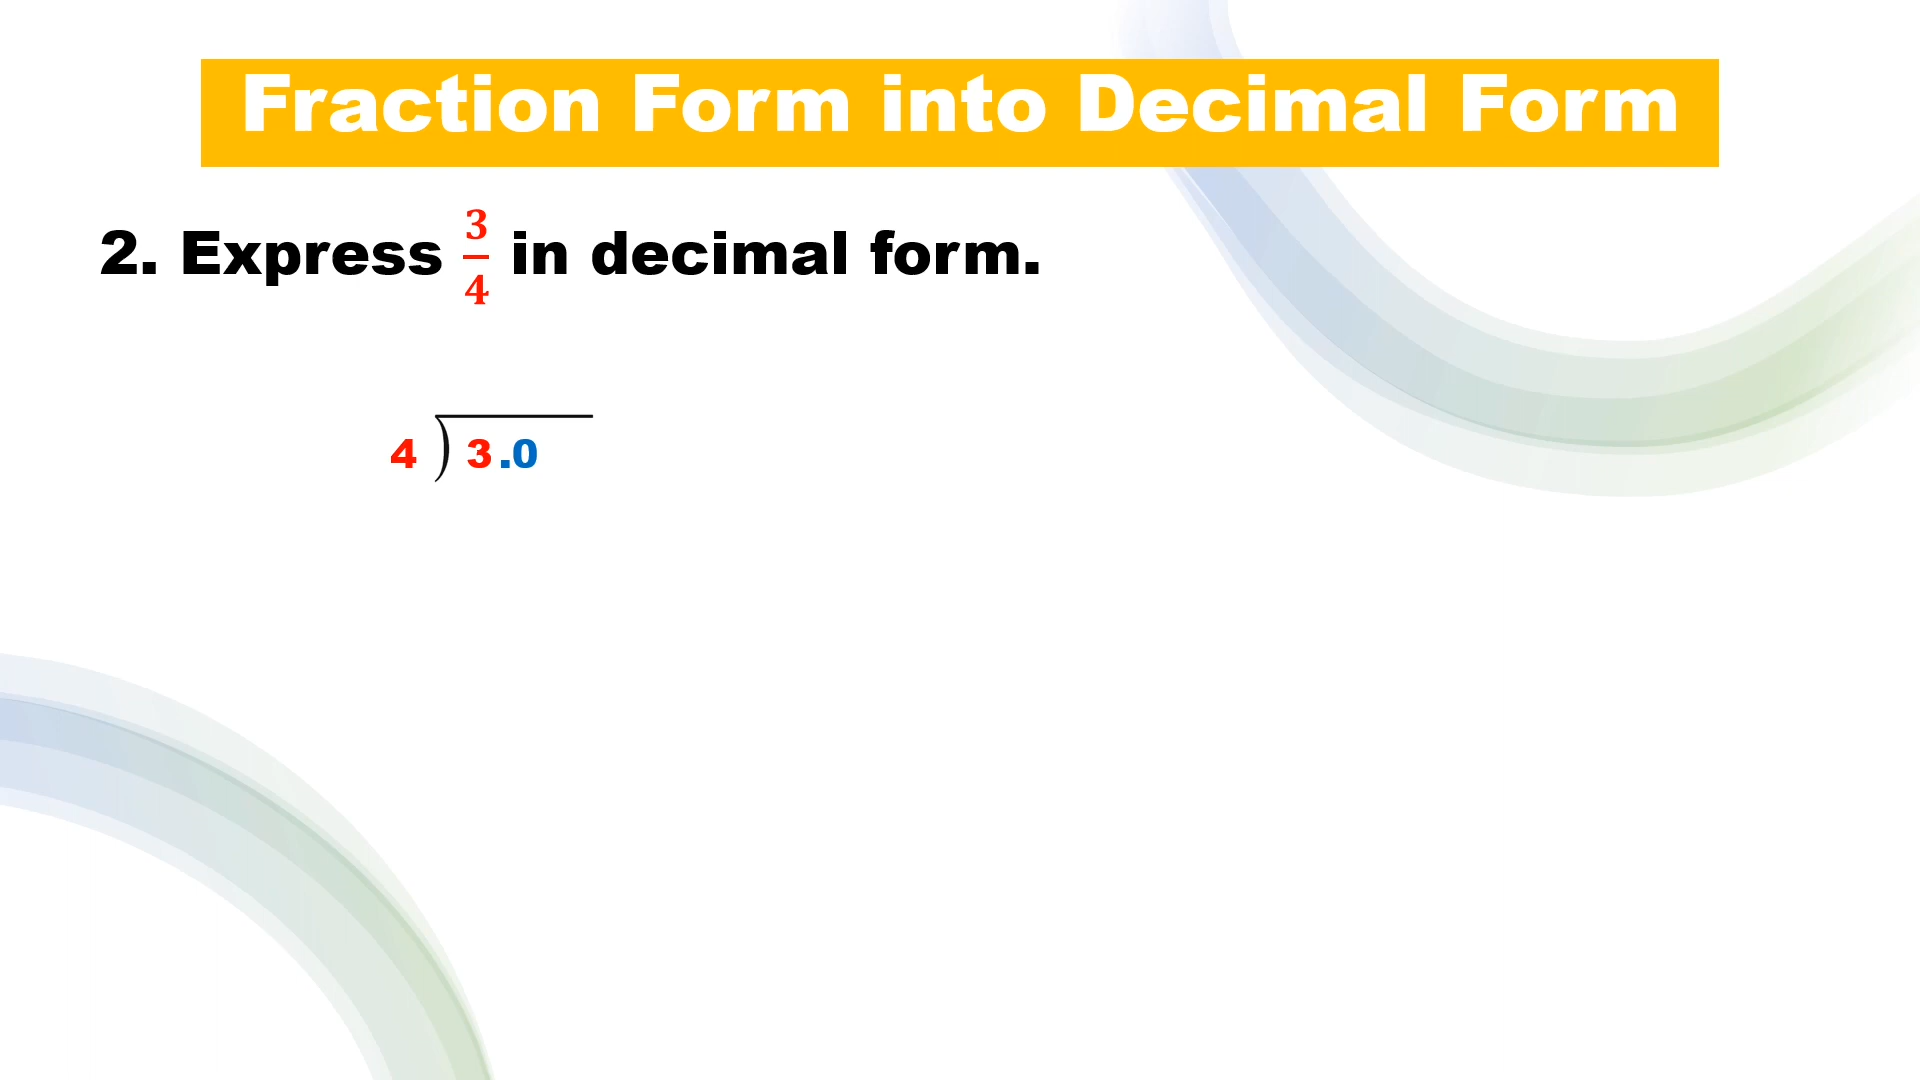 Fraction Form into Decimal Form
2. Express 3/4 in decimal form.
4 ) 3.0